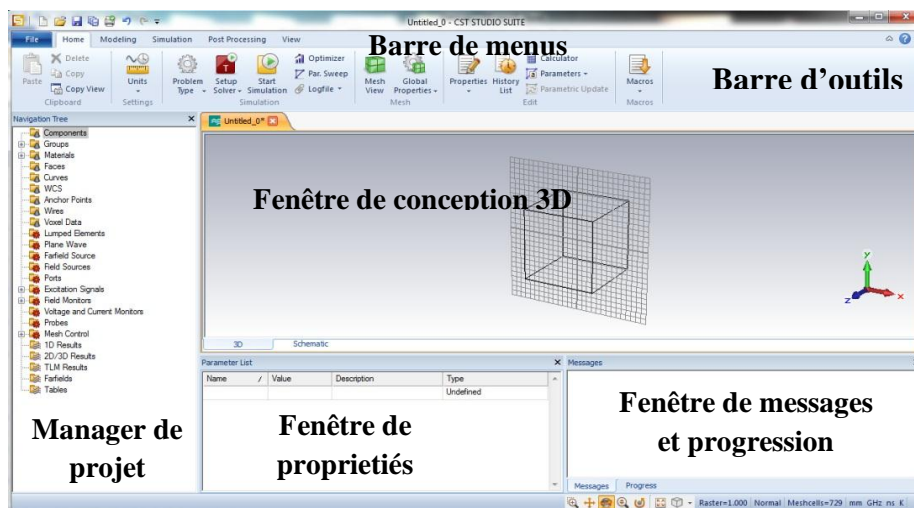 Untitled_0 - CST STUDIO SUITE
File Home Modeling Simulation Post Processing View
Barre de menus
Paste Delete Copy Copy View
Clipboard
Units
Settings
Problem Type Setup Solver Start Simulation Optimizer Par. Sweep Logfile
Simulation
Mesh View Global Properties
Mesh
Properties History List Calculator Parameters Parametric Update
Edit
Macros
Macros
Barre d'outils
Navigation Tree
Components
Groups
Materials
Faces
Curves
WCS
Anchor Points
Wires
Voxel Data
Lumped Elements
Plane Wave
Farfield Source
Field Sources
Ports
Excitation Signals
Field Monitors
Voltage and Current Monitors
Probes
Mesh Control
1D Results
2D/3D Results
TLM Results
Farfields
Tables
Manager de
projet
Untitled_0*
Fenêtre de conception 3D
y
x
z
3D Schematic
Parameter List
Name / Value Description Type
Undefined
Fenêtre de
proprietiés
Messages
Fenêtre de messages
et progression
Messages Progress
Raster=1.000 Normal Meshcells=729 mm GHz ns K